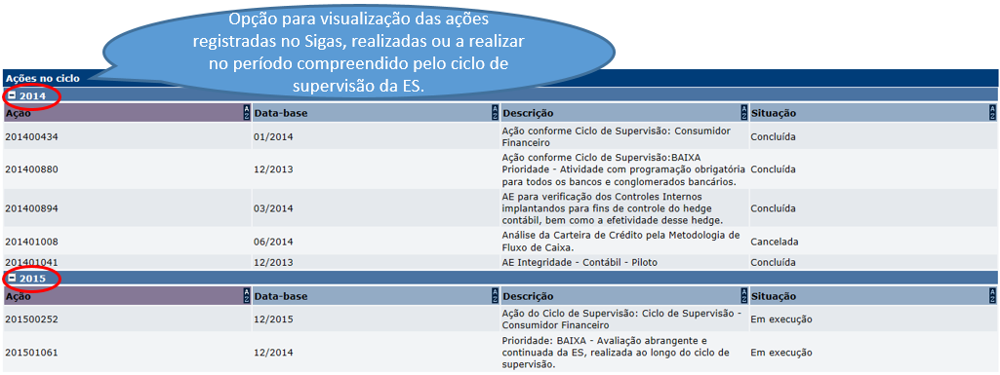 Opção para visualização das ações
registradas no Sigas, realizadas ou a realizar
no período compreendido pelo ciclo de
supervisão da ES.
Ações no ciclo
2014
Ação Data-base Descrição Situação
201400434 01/2014 Ação conforme Ciclo de Supervisão: Consumidor Concluída
Financeiro
201400880 12/2013 Ação conforme Ciclo de Supervisão:BAIXA Concluída
Prioridade - Atividade com programação obrigatória
para todos os bancos e conglomerados bancários.
201400894 03/2014 AE para verificação dos Controles Internos Concluída
implantandos para fins de controle do hedge
contábil, bem como a efetividade desse hedge.
201401008 06/2014 Análise da Carteira de Crédito pela Metodologia de Cancelada
Fluxo de Caixa.
201401041 12/2013 AE Integridade - Contábil - Piloto Concluída
2015
Ação Data-base Descrição Situação
201500252 12/2015 Ação do Ciclo de Supervisão: Ciclo de Supervisão - Em execução
Consumidor Financeiro
201501061 12/2014 Prioridade: BAIXA - Avaliação abrangente e Em execução
continuada da ES, realizada ao longo do ciclo de
supervisão.